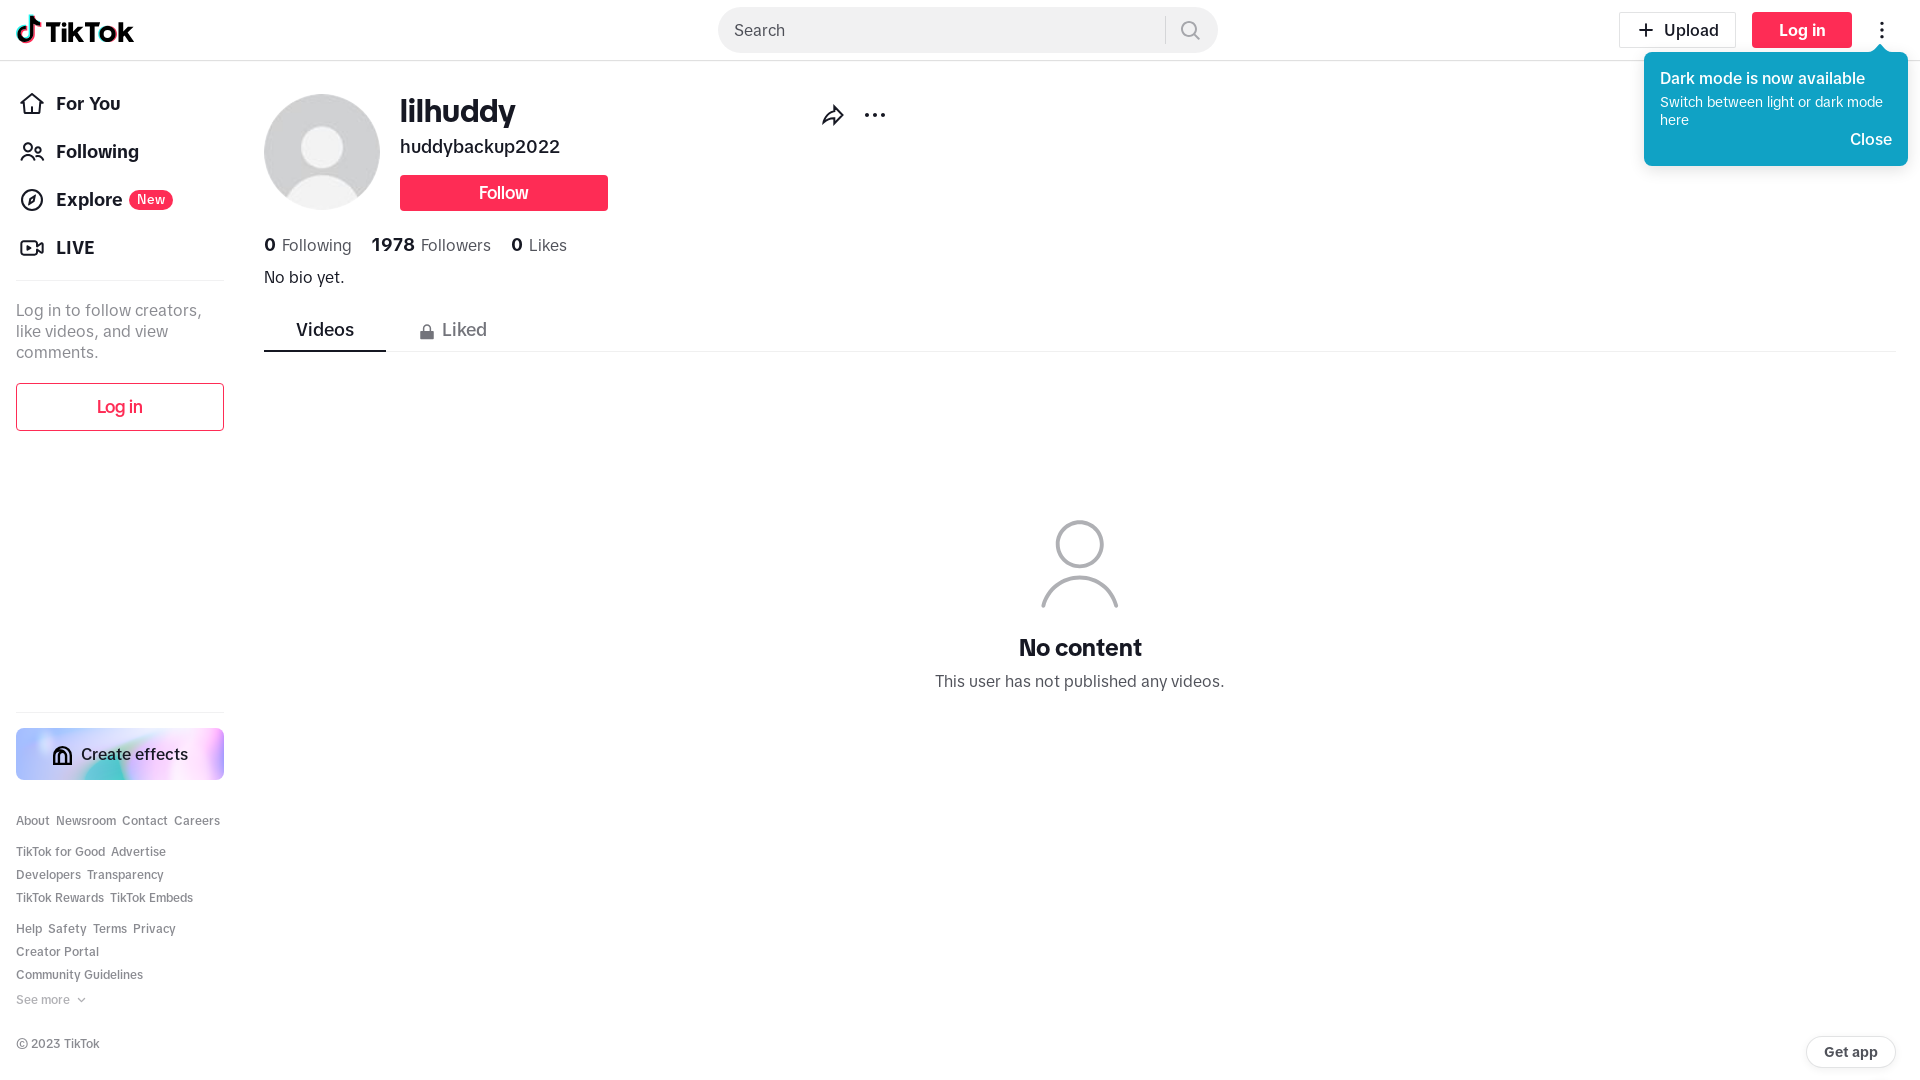 TikTok
Search
Upload
Log in
Dark mode is now available
Switch between light or dark mode
here
Close
For You
Following
Explore New
LIVE
Log in to follow creators,
like videos, and view
comments.
Log in
lilhuddy
huddybackup2022
Follow
0 Following 1978 Followers 0 Likes
No bio yet.
Videos Liked
No content
This user has not published any videos.
Create effects
About Newsroom Contact Careers
TikTok for Good Advertise
Developers Transparency
TikTok Rewards TikTok Embeds
Help Safety Terms Privacy
Creator Portal
Community Guidelines
See more
© 2023 TikTok
Get app